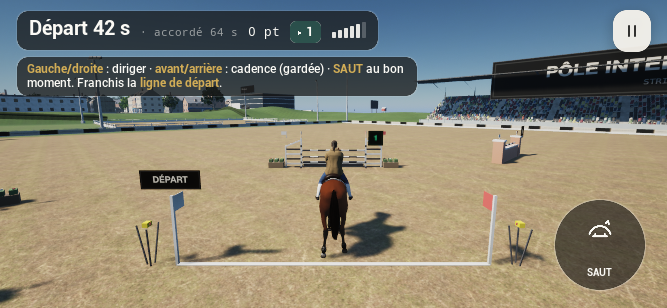 Départ 42 s · accordé 64 s 0 pt ▸ 1
Gauche/droite : diriger · avant/arrière : cadence (gardée) · SAUT au bon
moment. Franchis la ligne de départ.
PÔLE INTER
DÉPART
1
SAUT